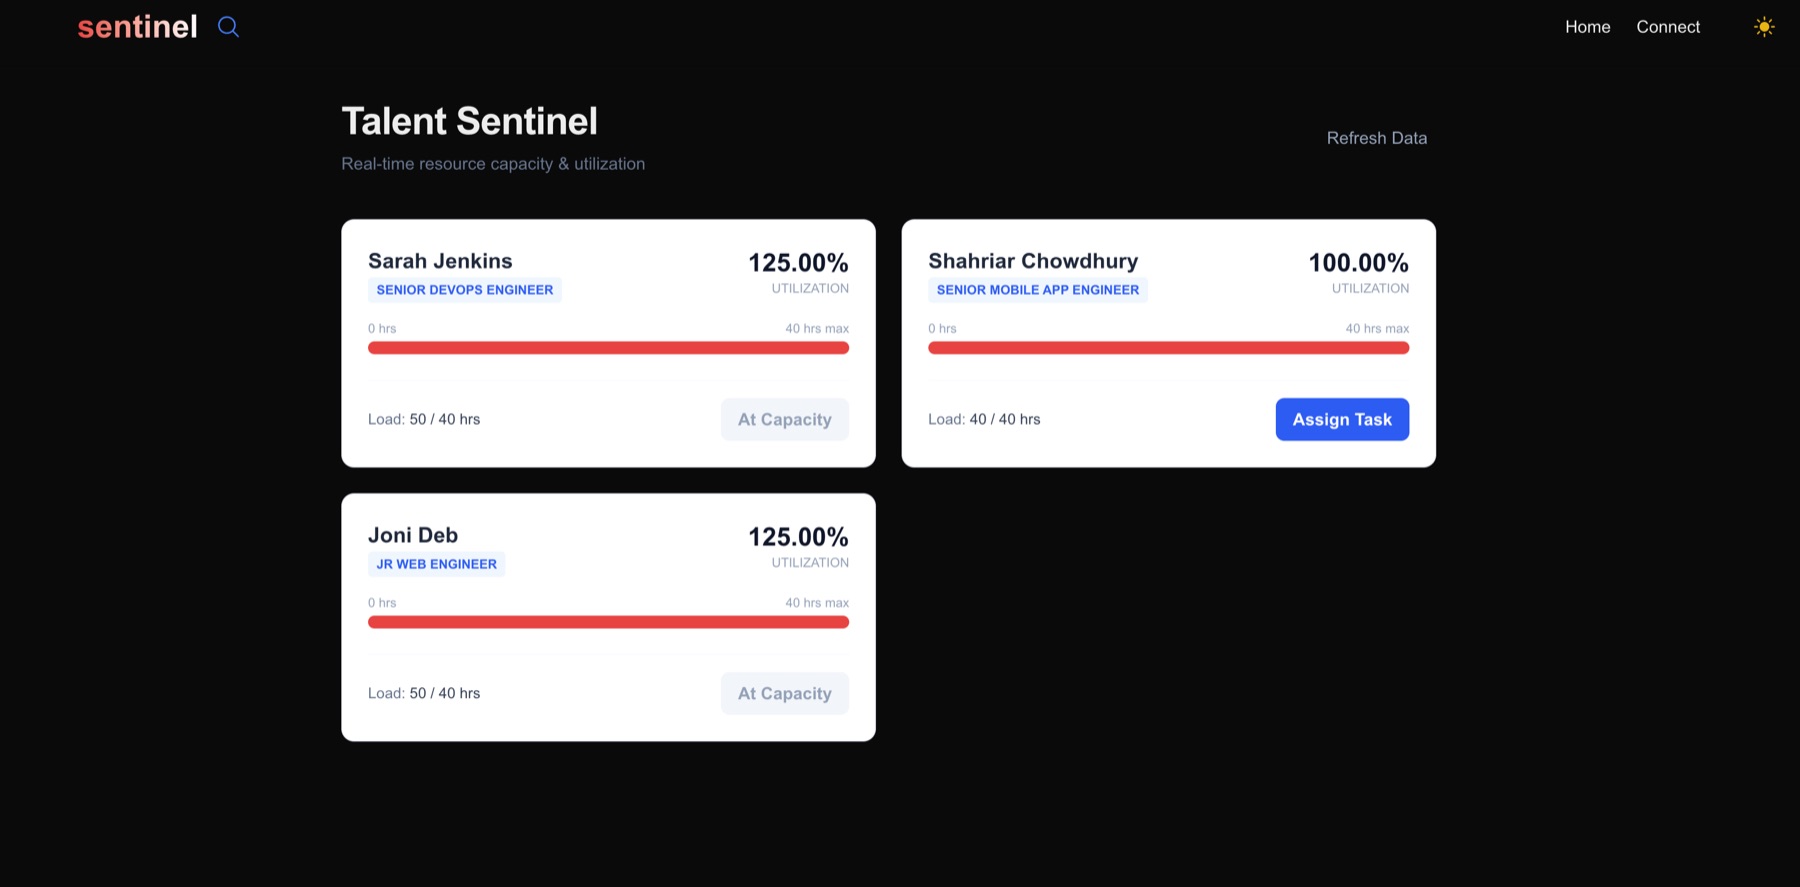 sentinel
Home
Connect
Talent Sentinel
Real-time resource capacity & utilization
Refresh Data
Sarah Jenkins
SENIOR DEVOPS ENGINEER
125.00%
UTILIZATION
0 hrs
40 hrs max
Load: 50 / 40 hrs
At Capacity
Shahriar Chowdhury
SENIOR MOBILE APP ENGINEER
100.00%
UTILIZATION
0 hrs
40 hrs max
Load: 40 / 40 hrs
Assign Task
Joni Deb
JR WEB ENGINEER
125.00%
UTILIZATION
0 hrs
40 hrs max
Load: 50 / 40 hrs
At Capacity